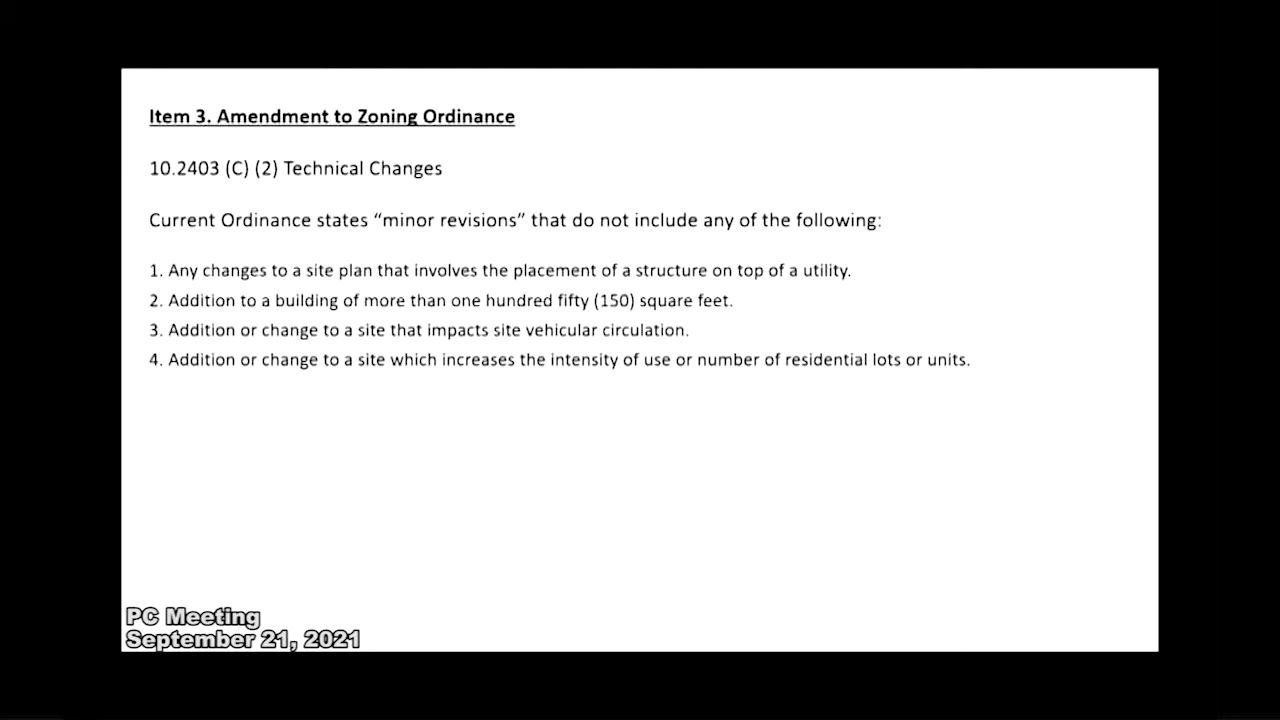 Item 3. Amendment to Zoning Ordinance
10.2403 (C) (2) Technical Changes
Current Ordinance states “minor revisions” that do not include any of the following:
1. Any changes to a site plan that involves the placement of a structure on top of a utility.
2. Addition to a building of more than one hundred fifty (150) square feet.
3. Addition or change to a site that impacts site vehicular circulation.
4. Addition or change to a site which increases the intensity of use or number of residential lots or units.
PC Meeting
September 21, 2021